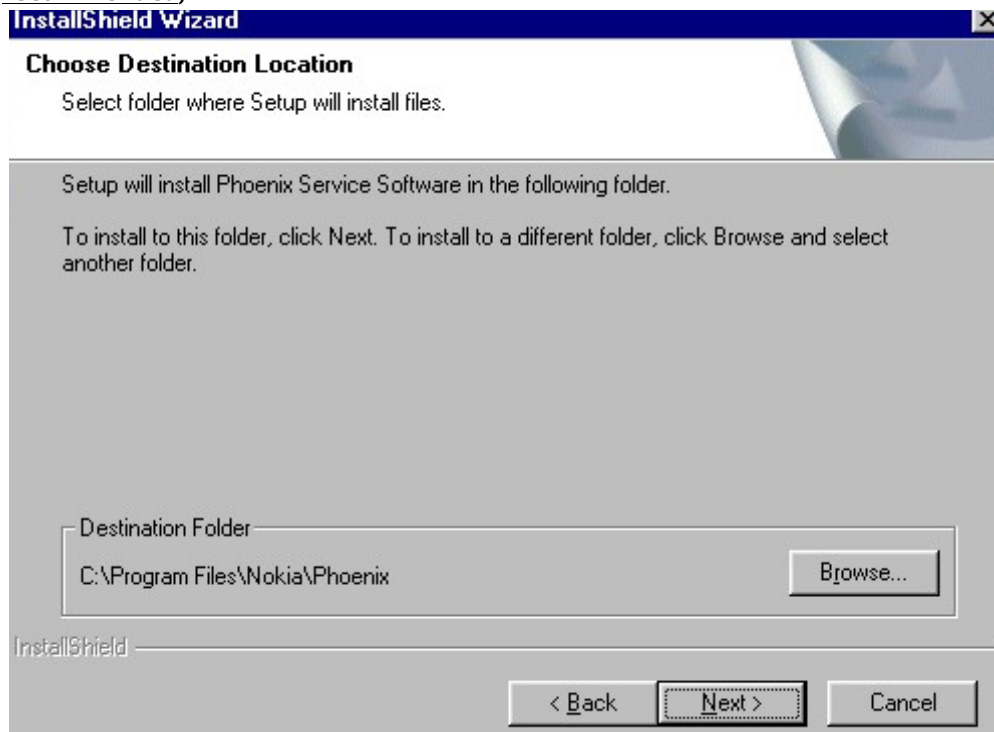 InstallShield Wizard
Choose Destination Location
Select folder where Setup will install files.
Setup will install Phoenix Service Software in the following folder.
To install to this folder, click Next. To install to a different folder, click Browse and select
another folder.
Destination Folder
C:\Program Files\Nokia\Phoenix
Browse...
InstallShield
< Back Next > Cancel